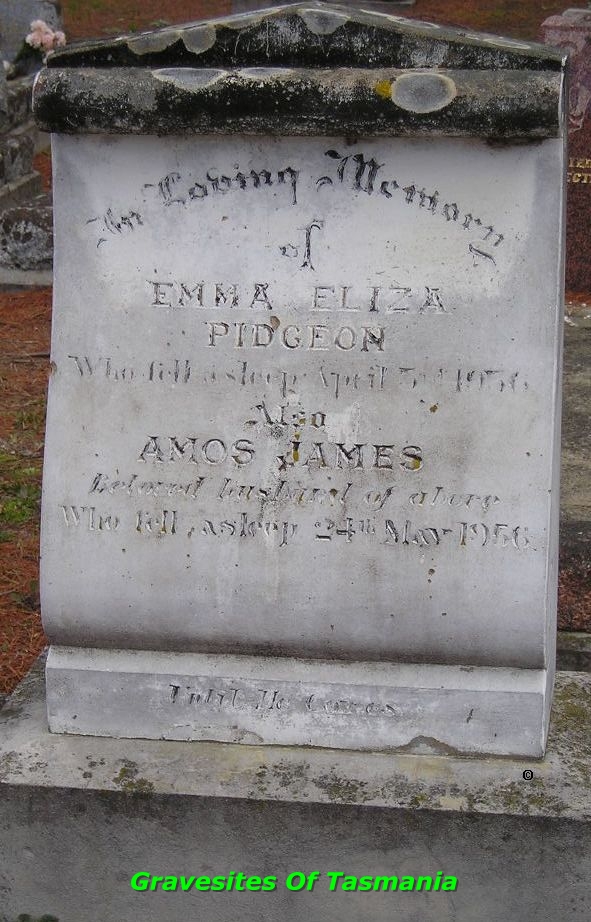 In Loving Memory
of
EMMA ELIZA
PIDGEON
Who fell asleep April
Also
AMOS JAMES
Beloved husband of above
Who fell asleep 24th May 1956
Until He Comes
©
Gravesites Of Tasmania